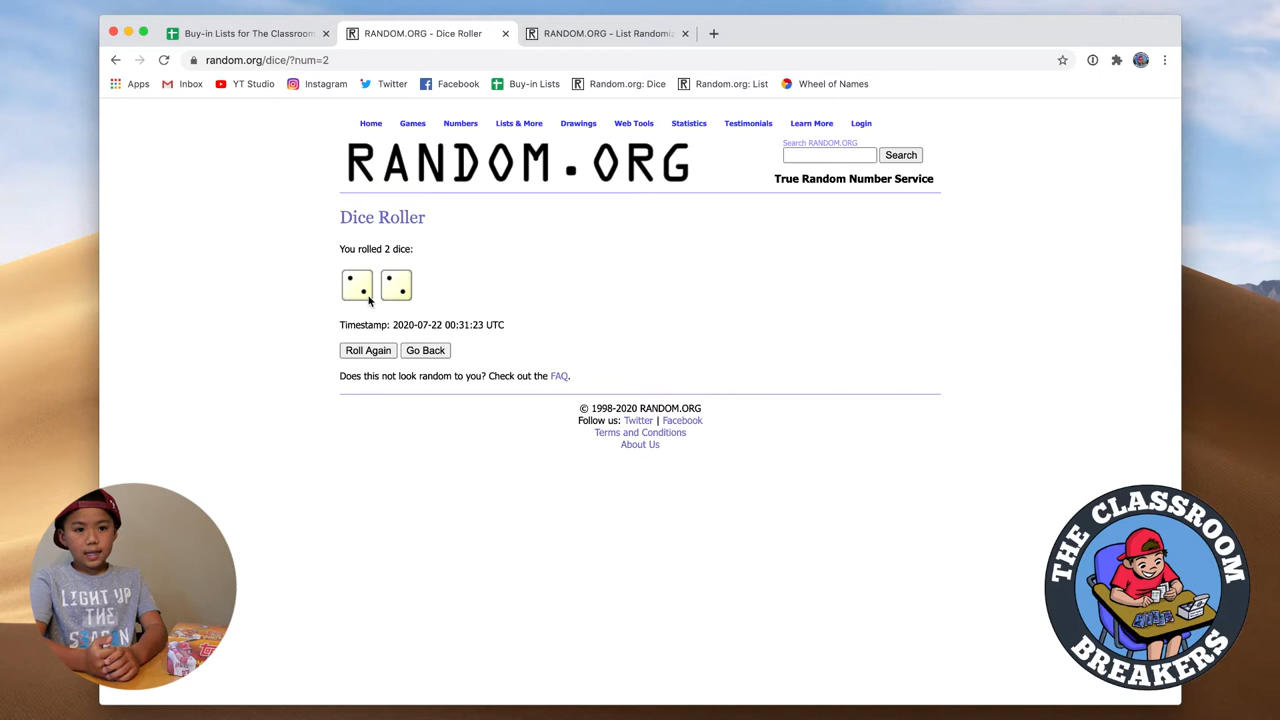 Buy-in Lists for The Classroom
RANDOM.ORG - Dice Roller
RANDOM.ORG - List Randomiz
random.org/dice/?num=2
Apps
Inbox
YT Studio
Instagram
Twitter
Facebook
Buy-in Lists
Random.org: Dice
Random.org: List
Wheel of Names
Home
Games
Numbers
Lists & More
Drawings
Web Tools
Statistics
Testimonials
Learn More
Login
RANDOM.ORG
Search RANDOM.ORG
Search
True Random Number Service
Dice Roller
You rolled 2 dice:
Timestamp: 2020-07-22 00:31:23 UTC
Roll Again
Go Back
Does this not look random to you? Check out the FAQ.
© 1998-2020 RANDOM.ORG
Follow us: Twitter | Facebook
Terms and Conditions
About Us
LIGHT UP
THE
SEASON
THE CLASSROOM
BREAKERS